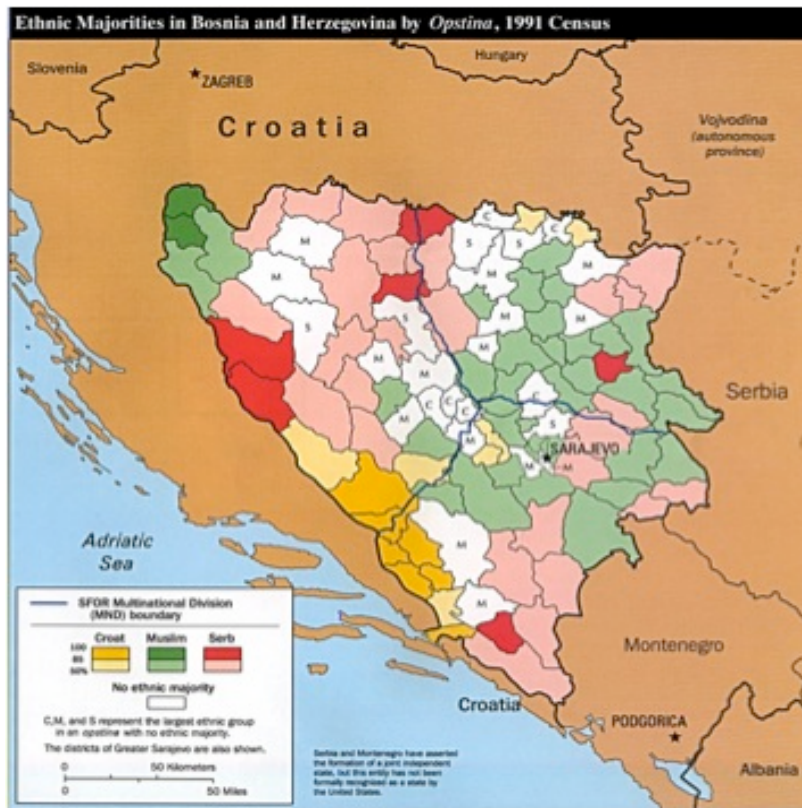 Ethnic Majorities in Bosnia and Herzegovina by Opstina, 1991 Census
Slovenia
Hungary
ZAGREB
Croatia
Vojvodina
(autonomous
province)
C
C
S
S
M
M
M
M
S
S
M
M
M
M
C
C
C
C
S
M
SARAJEVO
M
M
Serbia
Adriatic
Sea
M
M
SFOR Multinational Division
(MND) boundary
Croat
Muslim
Serb
100
85
50%
No ethnic majority
C,M, and S represent the largest ethnic group
in an opstina with no ethnic majority.
The districts of Greater Sarajevo are also shown.
0 50 Kilometers
0 50 Miles
Montenegro
Croatia
PODGORICA
Albania
Serbia and Montenegro have asserted
the formation of a joint independent
state, but this entity has not been
formally recognized as a state by
the United States.